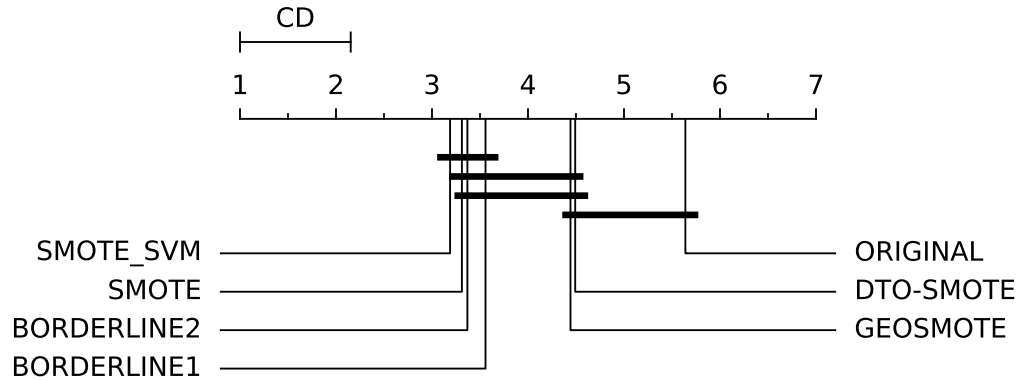 CD
1 2 3 4 5 6 7
SMOTE_SVM ORIGINAL
SMOTE DTO-SMOTE
BORDERLINE2 GEOSMOTE
BORDERLINE1